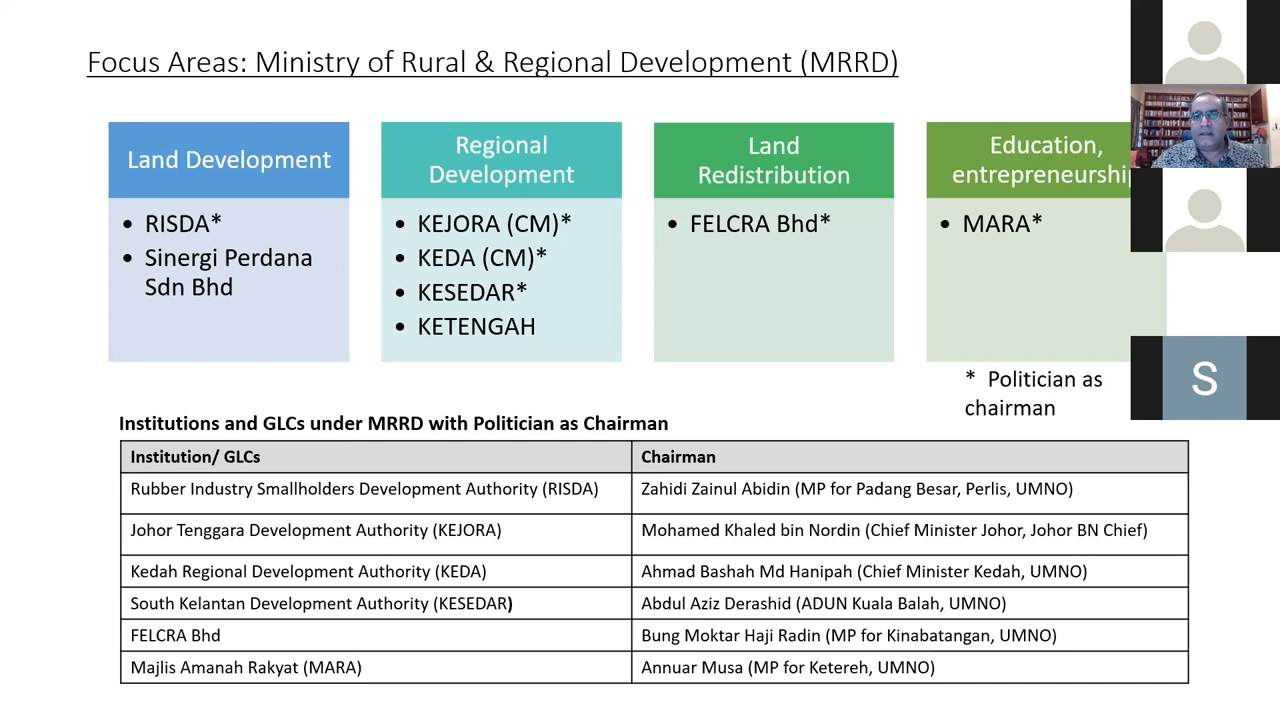 Focus Areas: Ministry of Rural & Regional Development (MRRD)
Land Development
• RISDA*
• Sinergi Perdana
Sdn Bhd
Regional
Development
• KEJORA (CM)*
• KEDA (CM)*
• KESEDAR*
• KETENGAH
Land
Redistribution
• FELCRA Bhd*
Education,
entrepreneurship
• MARA*
* Politician as
chairman
S
Institutions and GLCs under MRRD with Politician as Chairman
Institution/ GLCs Chairman
Rubber Industry Smallholders Development Authority (RISDA) Zahidi Zainul Abidin (MP for Padang Besar, Perlis, UMNO)
Johor Tenggara Development Authority (KEJORA) Mohamed Khaled bin Nordin (Chief Minister Johor, Johor BN Chief)
Kedah Regional Development Authority (KEDA) Ahmad Bashah Md Hanipah (Chief Minister Kedah, UMNO)
South Kelantan Development Authority (KESEDAR) Abdul Aziz Derashid (ADUN Kuala Balah, UMNO)
FELCRA Bhd Bung Moktar Haji Radin (MP for Kinabatangan, UMNO)
Majlis Amanah Rakyat (MARA) Annuar Musa (MP for Ketereh, UMNO)